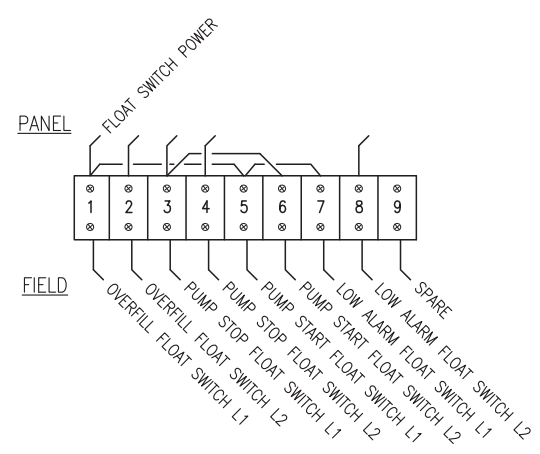 FLOAT SWITCH POWER
PANEL
1 2 3 4 5 6 7 8 9
FIELD
OVERFILL FLOAT SWITCH L1
OVERFILL FLOAT SWITCH L2
PUMP STOP FLOAT SWITCH L1
PUMP STOP FLOAT SWITCH L2
PUMP START FLOAT SWITCH L1
PUMP START FLOAT SWITCH L2
LOW ALARM FLOAT SWITCH L1
LOW ALARM FLOAT SWITCH L2
SPARE